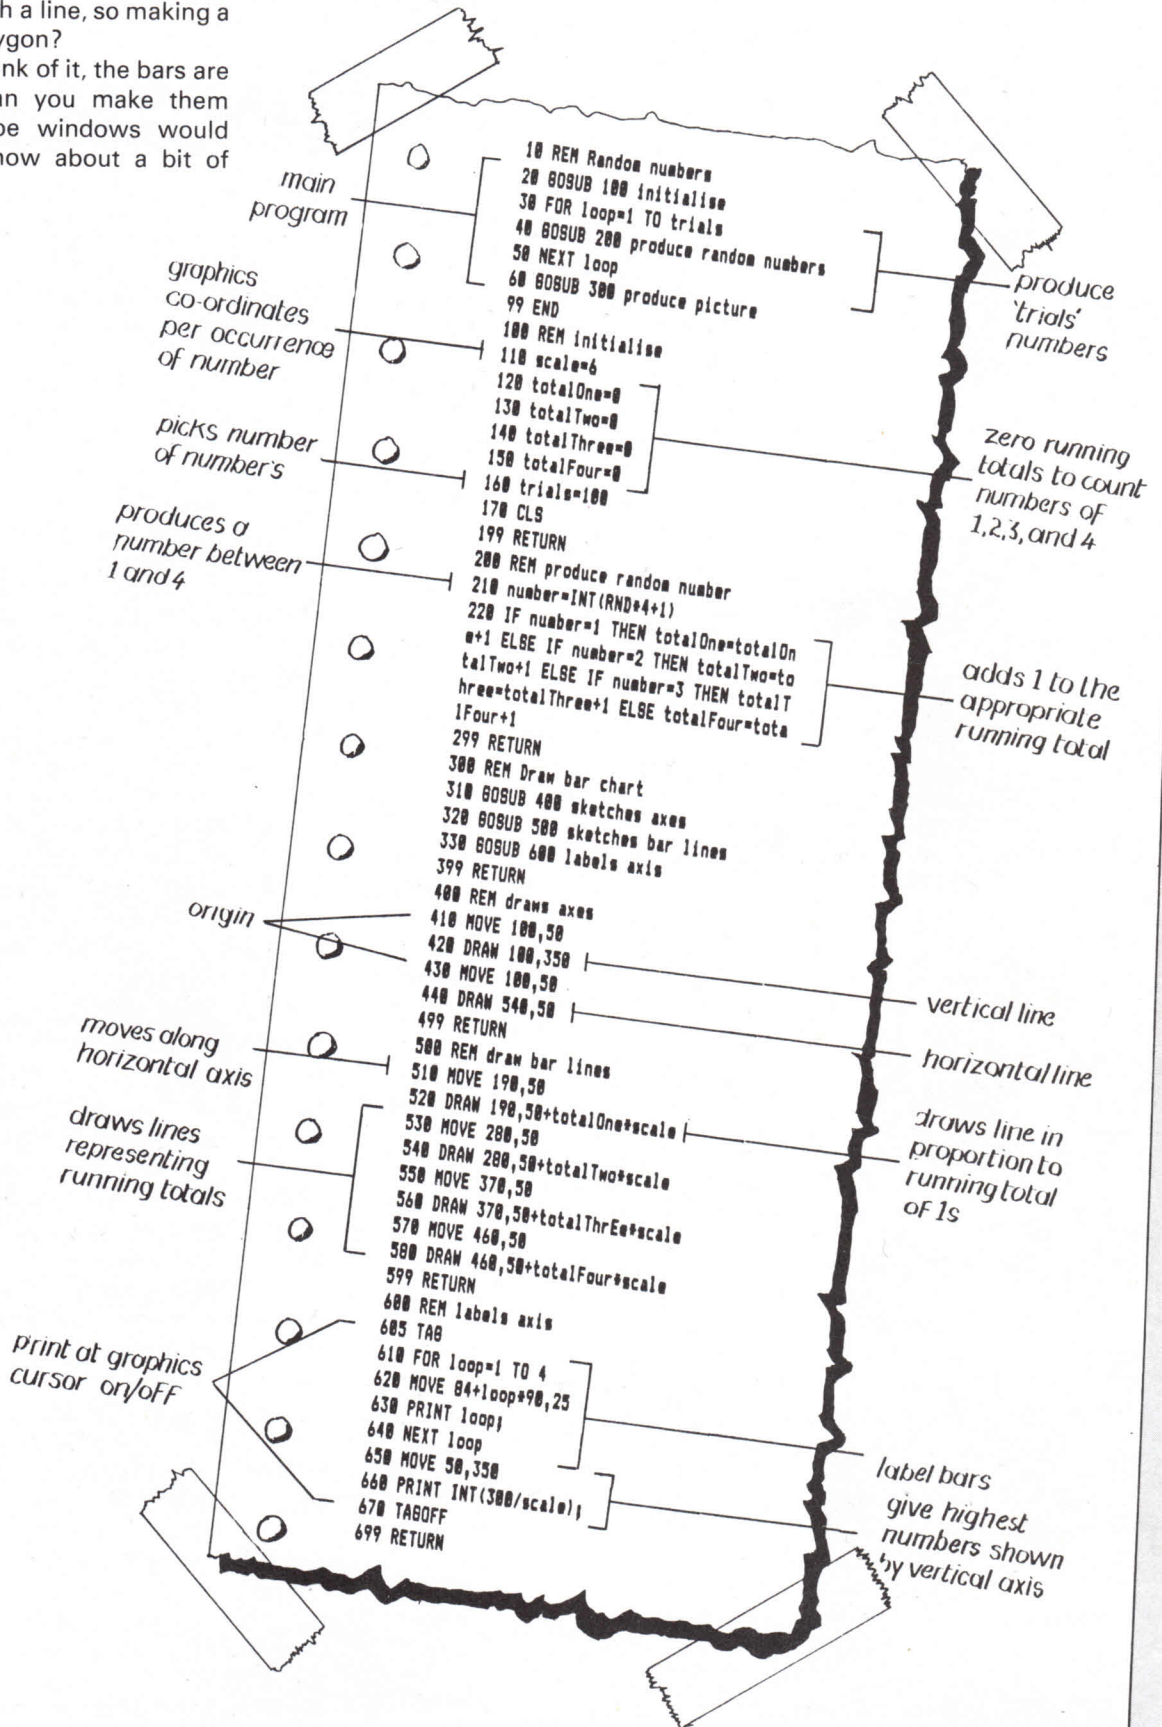 h a line, so making a
ygon?
nk of it, the bars are
an you make them
be windows would
now about a bit of
main
program
graphics
co-ordinates
per occurrence
of number
picks number
of number's
produces a
number between
1 and 4
origin
moves along
horizontal axis
draws lines
representing
running totals
print at graphics
cursor on/off
10 REM Random numbers
20 GOSUB 100 initialise
30 FOR loop=1 TO trials
40 GOSUB 200 produce random numbers
50 NEXT loop
60 GOSUB 300 produce picture
99 END
100 REM initialise
110 scale=6
120 totalOne=0
130 totalTwo=0
140 totalThree=0
150 totalFour=0
160 trials=100
170 CLS
199 RETURN
200 REM produce random number
210 number=INT(RND*4+1)
220 IF number=1 THEN totalOne=totalOn
e+1 ELSE IF number=2 THEN totalTwo=to
talTwo+1 ELSE IF number=3 THEN totalT
hree=totalThree+1 ELSE totalFour=tota
lFour+1
299 RETURN
300 REM Draw bar chart
310 GOSUB 400 sketches axes
320 GOSUB 500 sketches bar lines
330 GOSUB 600 labels axis
399 RETURN
400 REM draws axes
410 MOVE 100,50
420 DRAW 100,350
430 MOVE 100,50
440 DRAW 540,50
499 RETURN
500 REM draw bar lines
510 MOVE 190,50
520 DRAW 190,50+totalOne*scale
530 MOVE 280,50
540 DRAW 280,50+totalTwo*scale
550 MOVE 370,50
560 DRAW 370,50+totalThrEe*scale
570 MOVE 460,50
580 DRAW 460,50+totalFour*scale
599 RETURN
600 REM labels axis
605 TAG
610 FOR loop=1 TO 4
620 MOVE 84+loop*90,25
630 PRINT loop;
640 NEXT loop
650 MOVE 50,350
660 PRINT INT(300/scale);
670 TAGOFF
699 RETURN
produce
'trials'
numbers
zero running
totals to count
numbers of
1,2,3, and 4
adds 1 to the
appropriate
running total
vertical line
horizontal line
draws line in
proportion to
running total
of 1s
label bars
give highest
numbers shown
by vertical axis